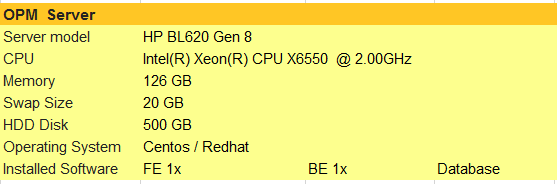 OPM  Server
Server model HP BL620 Gen 8
CPU Intel(R) Xeon(R) CPU X6550  @ 2.00GHz
Memory 126 GB
Swap Size 20 GB
HDD Disk 500 GB
Operating System Centos / Redhat
Installed Software FE 1x BE 1x Database